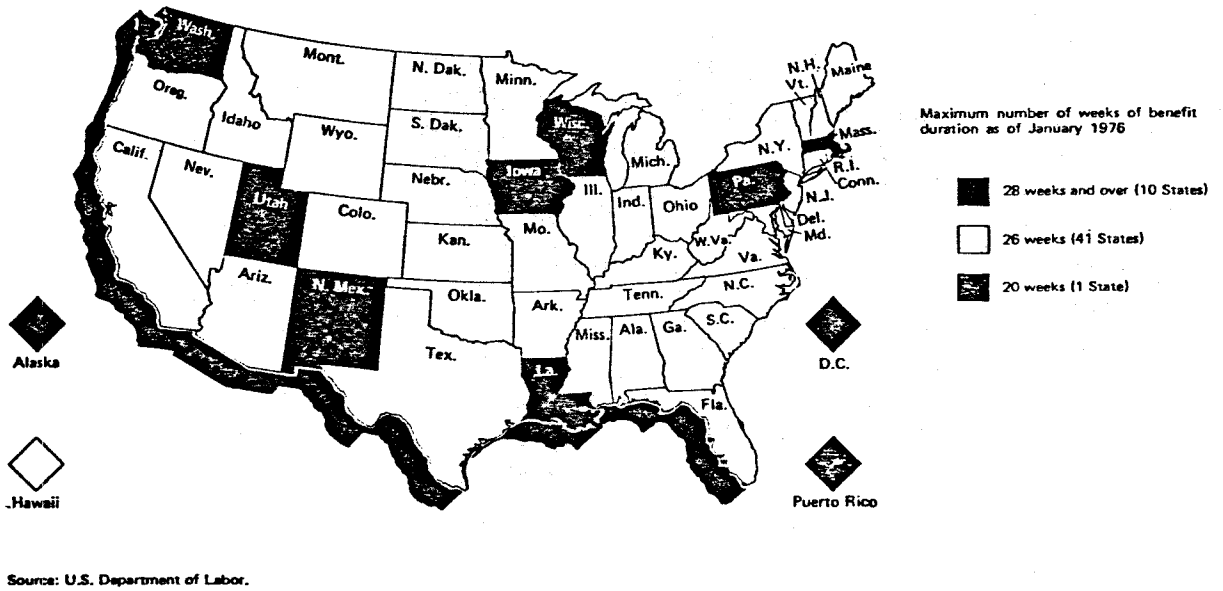 Wash.
Mont.
N. Dak.
Minn.
N.H.
Vt.
Maine
Oreg.
Idaho
S. Dak.
Wisc.
Wyo.
Mich.
N.Y.
Mass.
R.I.
Conn.
Calif.
Nev.
Utah
Nebr.
Iowa
Ill.
Ind.
Ohio
Pa.
N.J.
Del.
Md.
Colo.
Kan.
Mo.
Ky.
W.Va.
Va.
Ariz.
N. Mex.
Okla.
Ark.
Tenn.
N.C.
S.C.
Tex.
La.
Miss.
Ala.
Ga.
Fla.
Alaska
Hawaii
D.C.
Puerto Rico
Maximum number of weeks of benefit
duration as of January 1976
28 weeks and over (10 States)
26 weeks (41 States)
20 weeks (1 State)
Source: U.S. Department of Labor.